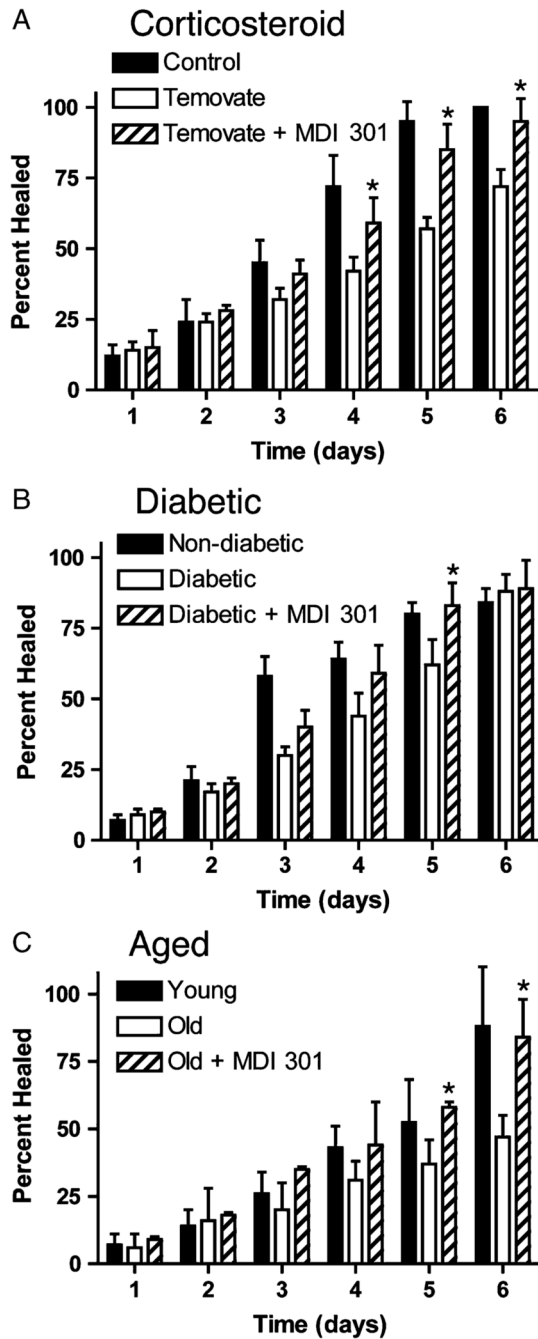 A Corticosteroid
Control
Temovate
Temovate + MDI 301
Percent Healed
100
75
50
25
0
* * *
1 2 3 4 5 6
Time (days)
B Diabetic
Non-diabetic
Diabetic
Diabetic + MDI 301
Percent Healed
100
75
50
25
0
*
1 2 3 4 5 6
Time (days)
C Aged
Young
Old
Old + MDI 301
Percent Healed
100
75
50
25
0
* *
1 2 3 4 5 6
Time (days)